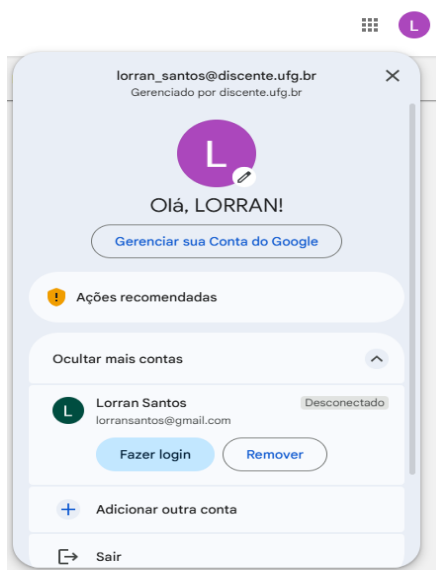 L
lorran_santos@discente.ufg.br
Gerenciado por discente.ufg.br
L
Olá, LORRAN!
Gerenciar sua Conta do Google
Ações recomendadas
Ocultar mais contas
L
Lorran Santos
Desconectado
lorransantos@gmail.com
Fazer login
Remover
Adicionar outra conta
Sair